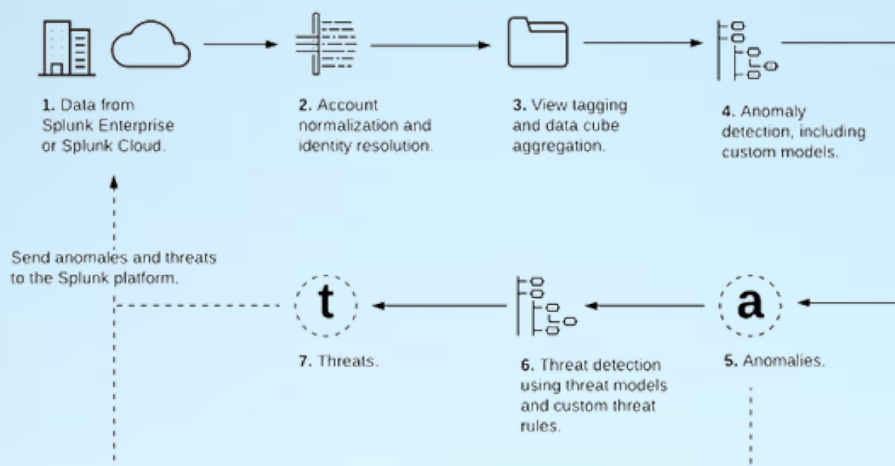 1. Data from
Splunk Enterprise
or Splunk Cloud.
2. Account
normalization and
identity resolution.
3. View tagging
and data cube
aggregation.
4. Anomaly
detection, including
custom models.
Send anomales and threats
to the Splunk platform.
t
7. Threats.
6. Threat detection
using threat models
and custom threat
rules.
a
5. Anomalies.